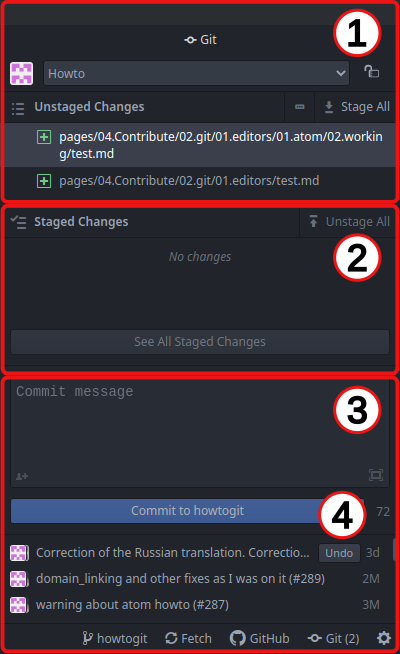 1
Git
Howto
Unstaged Changes
Stage All
pages/04.Contribute/02.git/01.editors/01.atom/02.workin
g/test.md
pages/04.Contribute/02.git/01.editors/test.md
Staged Changes
Unstage All
2
No changes
See All Staged Changes
Commit message
3
4
Commit to howtogit
72
Correction of the Russian translation. Correctio... Undo 3d
domain_linking and other fixes as I was on it (#289) 2M
warning about atom howto (#287) 3M
howtogit Fetch GitHub Git (2)